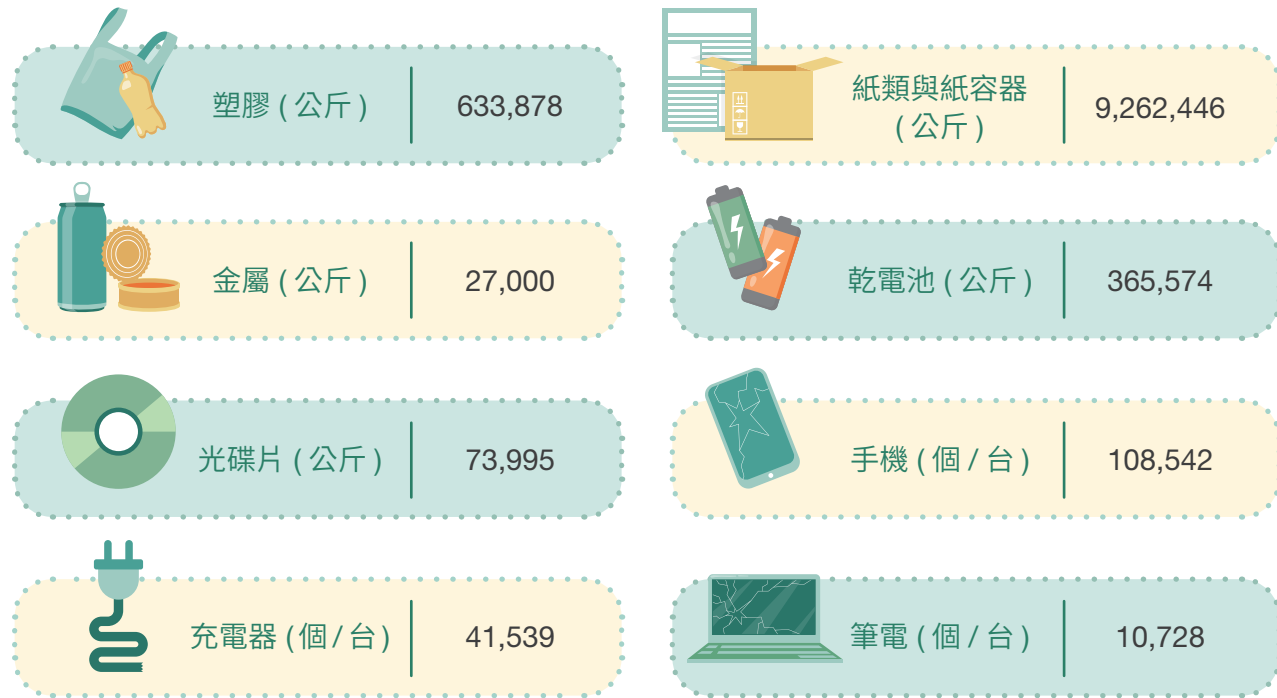 塑膠 ( 公斤 )
633,878
紙類與紙容器
( 公斤 )
9,262,446
金屬 ( 公斤 )
27,000
乾電池 ( 公斤 )
365,574
光碟片 ( 公斤 )
73,995
手機 ( 個 / 台 )
108,542
充電器 ( 個 / 台 )
41,539
筆電 ( 個 / 台 )
10,728